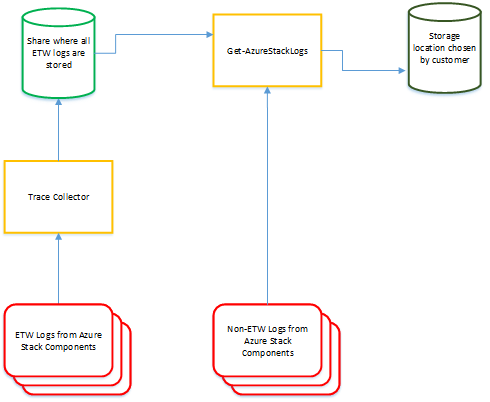 Share where all
ETW logs are
stored
Get-AzureStackLogs
Storage
location chosen
by customer
Trace Collector
ETW Logs from Azure
Stack Components
Non-ETW Logs from
Azure Stack
Components